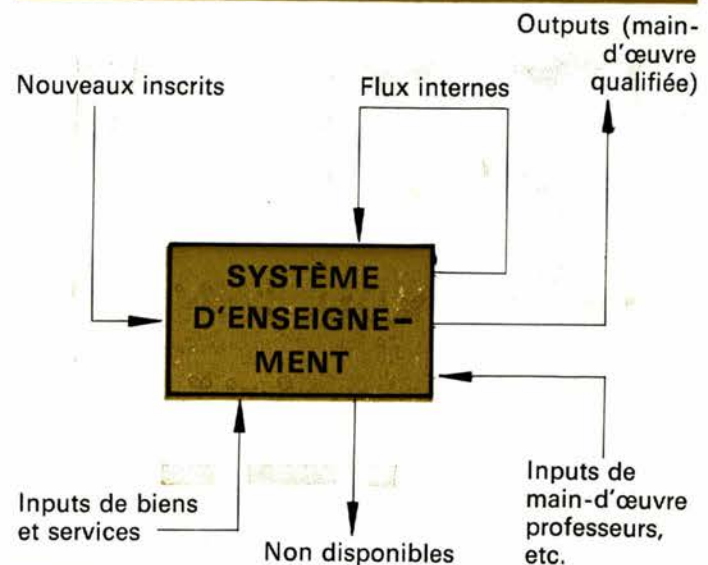 Outputs (main-
d'œuvre
qualifiée)
Nouveaux inscrits
Flux internes
SYSTÈME
D'ENSEIGNE-
MENT
Inputs de biens
et services
Non disponibles
Inputs de
main-d'œuvre
professeurs,
etc.